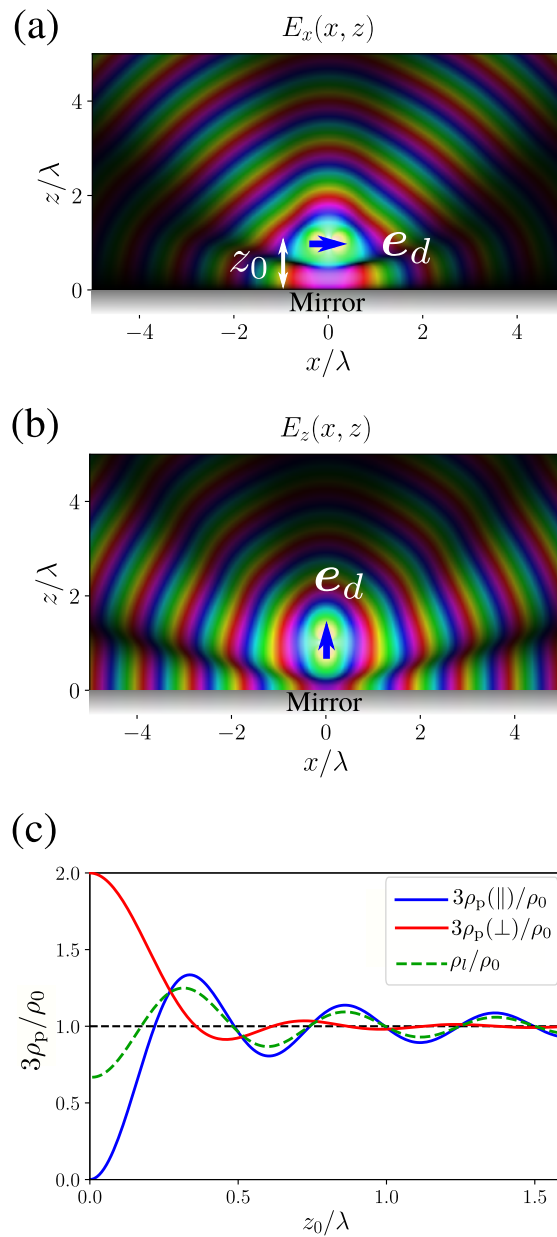 (a)
E_x(x, z)
z/λ
4
2
0
z_0
e_d
Mirror
−4 −2 0 2 4
x/λ
(b)
E_z(x, z)
z/λ
4
2
0
e_d
Mirror
−4 −2 0 2 4
x/λ
(c)
3ρ_p/ρ_0
2.0
1.5
1.0
0.5
0.0
3ρ_p(∥)/ρ_0
3ρ_p(⊥)/ρ_0
ρ_l/ρ_0
0.0 0.5 1.0 1.5
z_0/λ